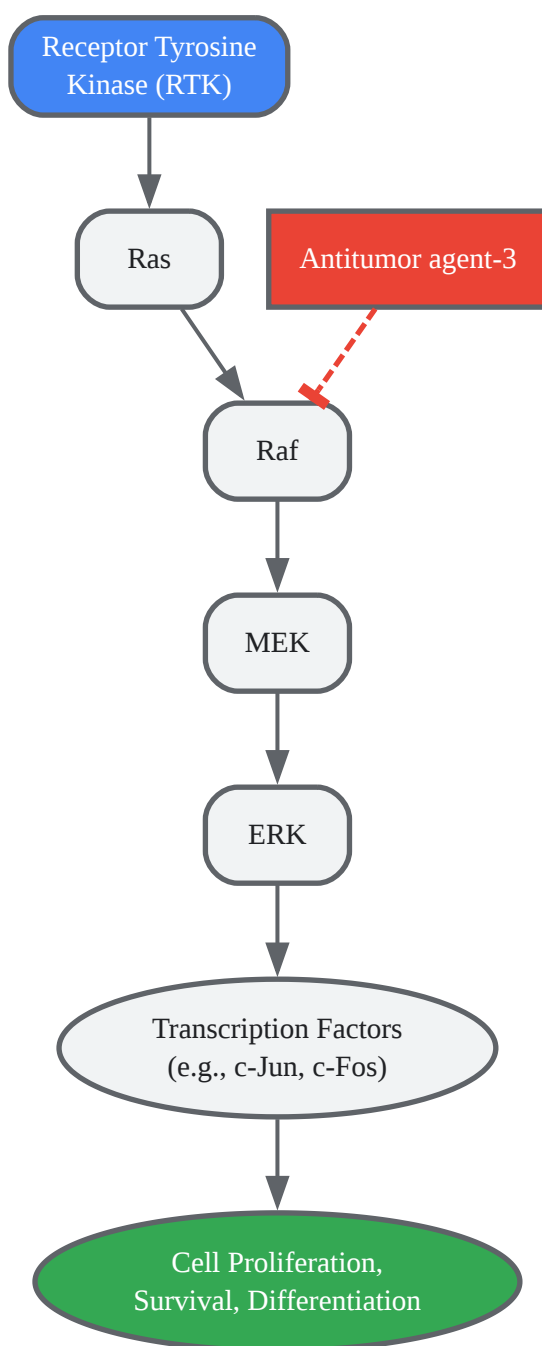 Receptor Tyrosine
Kinase (RTK)
Ras
Antitumor agent-3
Raf
MEK
ERK
Transcription Factors
(e.g., c-Jun, c-Fos)
Cell Proliferation,
Survival, Differentiation